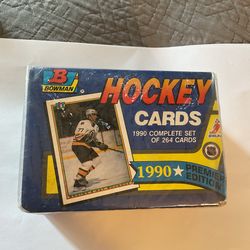 B
BOWMAN
HOCKEY
CARDS
1990 COMPLETE SET
OF 264 CARDS
1990 ★ PREMIER
EDITION